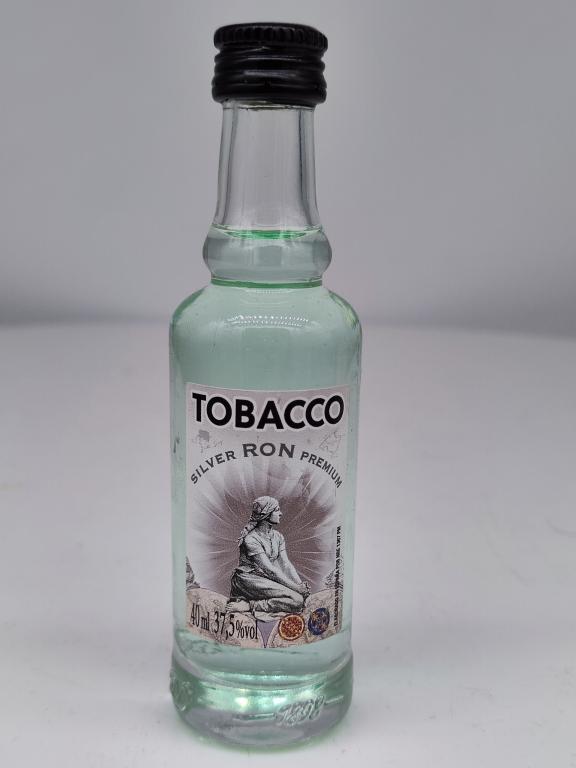 TOBACCO
SILVER RON PREMIUM
40 ml 37,5%vol